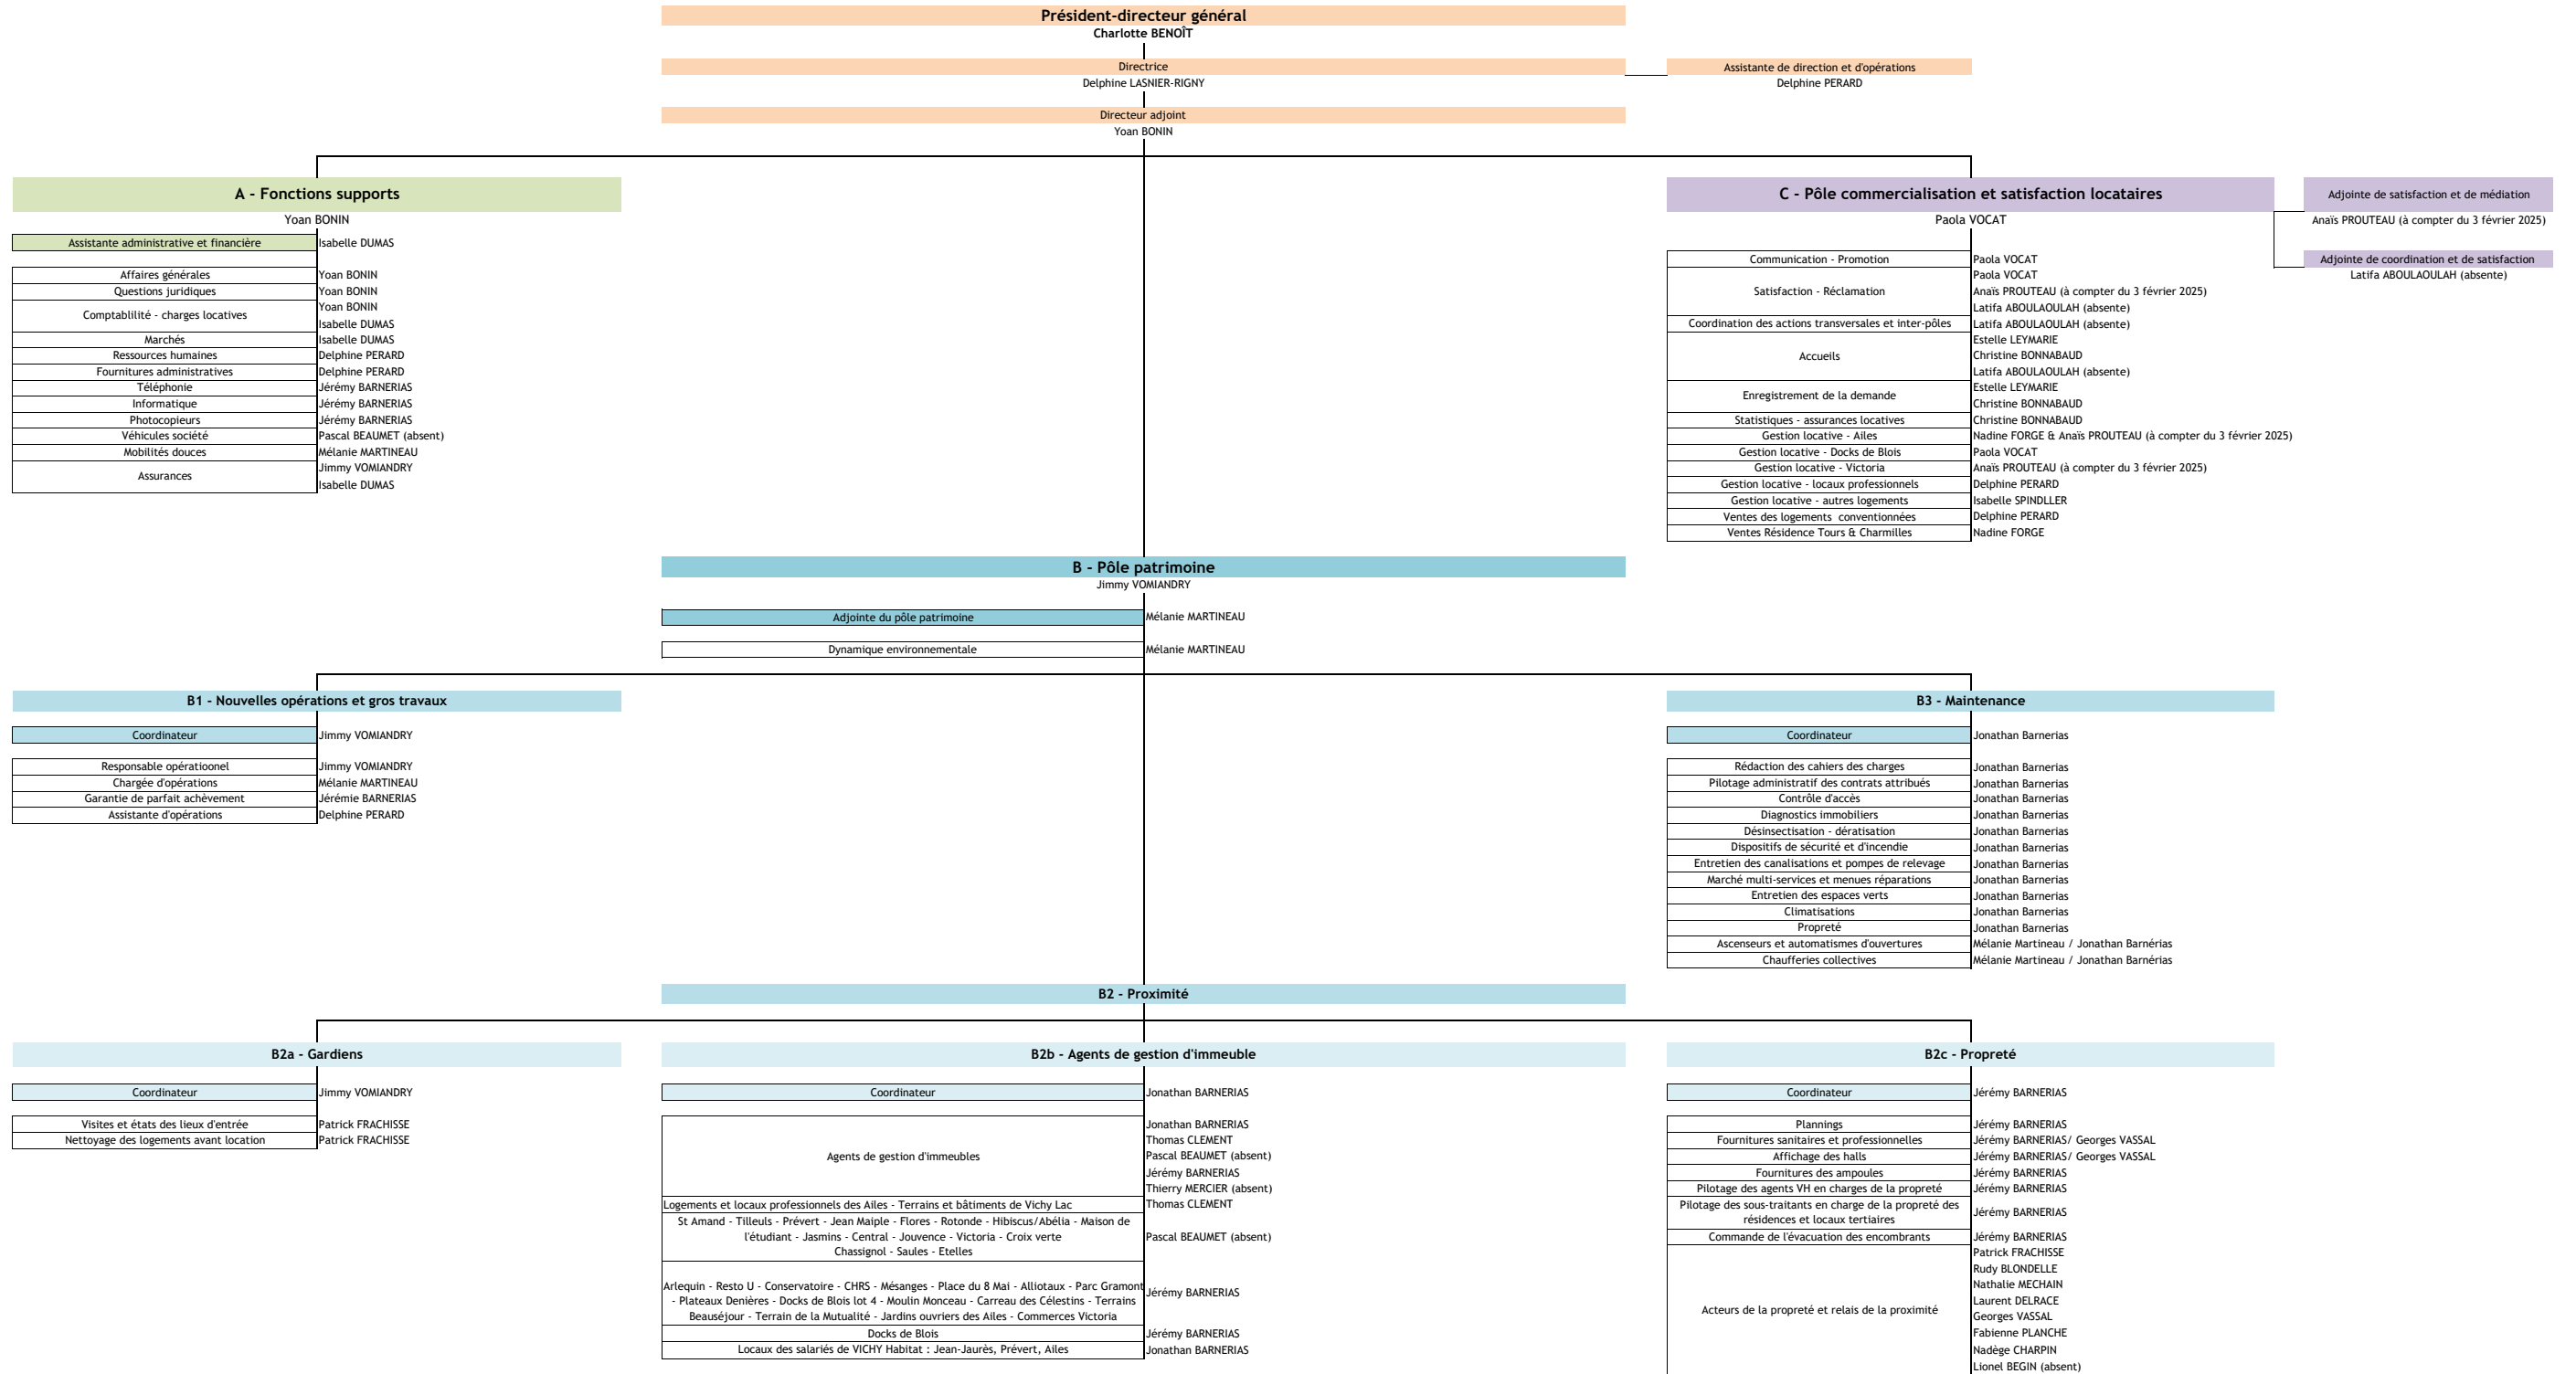 Président-directeur général
Charlotte BENOÎT
Directrice
Delphine LASNIER-RIGNY
Assistante de direction et d'opérations
Delphine PERARD
Directeur adjoint
Yoan BONIN
A - Fonctions supports
Yoan BONIN
Assistante administrative et financière Isabelle DUMAS
Affaires générales Yoan BONIN
Questions juridiques Yoan BONIN
Comptablilité - charges locatives Yoan BONIN
Isabelle DUMAS
Marchés Isabelle DUMAS
Ressources humaines Delphine PERARD
Fournitures administratives Delphine PERARD
Téléphonie Jérémy BARNERIAS
Informatique Jérémy BARNERIAS
Photocopieurs Jérémy BARNERIAS
Véhicules société Pascal BEAUMET (absent)
Mobilités douces Mélanie MARTINEAU
Assurances Jimmy VOMIANDRY
Isabelle DUMAS
C - Pôle commercialisation et satisfaction locataires
Paola VOCAT
Adjointe de satisfaction et de médiation
Anaïs PROUTEAU (à compter du 3 février 2025)
Adjointe de coordination et de satisfaction
Latifa ABOULAOULAH (absente)
Communication - Promotion Paola VOCAT
Satisfaction - Réclamation Paola VOCAT
Anaïs PROUTEAU (à compter du 3 février 2025)
Latifa ABOULAOULAH (absente)
Coordination des actions transversales et inter-pôles Latifa ABOULAOULAH (absente)
Accueils Estelle LEYMARIE
Christine BONNABAUD
Latifa ABOULAOULAH (absente)
Enregistrement de la demande Estelle LEYMARIE
Christine BONNABAUD
Statistiques - assurances locatives Christine BONNABAUD
Gestion locative - Ailes Nadine FORGE & Anaïs PROUTEAU (à compter du 3 février 2025)
Gestion locative - Docks de Blois Paola VOCAT
Gestion locative - Victoria Anaïs PROUTEAU (à compter du 3 février 2025)
Gestion locative - locaux professionnels Delphine PERARD
Gestion locative - autres logements Isabelle SPINDLLER
Ventes des logements conventionnées Delphine PERARD
Ventes Résidence Tours & Charmilles Nadine FORGE
B - Pôle patrimoine
Jimmy VOMIANDRY
Adjointe du pôle patrimoine Mélanie MARTINEAU
Dynamique environnementale Mélanie MARTINEAU
B1 - Nouvelles opérations et gros travaux
Coordinateur Jimmy VOMIANDRY
Responsable opératioonel Jimmy VOMIANDRY
Chargée d'opérations Mélanie MARTINEAU
Garantie de parfait achèvement Jérémie BARNERIAS
Assistante d'opérations Delphine PERARD
B3 - Maintenance
Coordinateur Jonathan Barnerias
Rédaction des cahiers des charges Jonathan Barnerias
Pilotage administratif des contrats attribués Jonathan Barnerias
Contrôle d'accès Jonathan Barnerias
Diagnostics immobiliers Jonathan Barnerias
Désinsectisation - dératisation Jonathan Barnerias
Dispositifs de sécurité et d'incendie Jonathan Barnerias
Entretien des canalisations et pompes de relevage Jonathan Barnerias
Marché multi-services et menues réparations Jonathan Barnerias
Entretien des espaces verts Jonathan Barnerias
Climatisations Jonathan Barnerias
Propreté Jonathan Barnerias
Ascenseurs et automatismes d'ouvertures Mélanie Martineau / Jonathan Barnérias
Chaufferies collectives Mélanie Martineau / Jonathan Barnérias
B2 - Proximité
B2a - Gardiens
Coordinateur Jimmy VOMIANDRY
Visites et états des lieux d'entrée Patrick FRACHISSE
Nettoyage des logements avant location Patrick FRACHISSE
B2b - Agents de gestion d'immeuble
Coordinateur Jonathan BARNERIAS
Agents de gestion d'immeubles Jonathan BARNERIAS
Thomas CLEMENT
Pascal BEAUMET (absent)
Jérémy BARNERIAS
Thierry MERCIER (absent)
Logements et locaux professionnels des Ailes - Terrains et bâtiments de Vichy Lac Thomas CLEMENT
St Amand - Tilleuls - Prévert - Jean Maiple - Flores - Rotonde - Hibiscus/Abélia - Maison de
l'étudiant - Jasmins - Central - Jouvence - Victoria - Croix verte Pascal BEAUMET (absent)
Chassignol - Saules - Etelles
Arlequin - Resto U - Conservatoire - CHRS - Mésanges - Place du 8 Mai - Alliotaux - Parc Gramont Jérémy BARNERIAS
- Plateaux Denières - Docks de Blois lot 4 - Moulin Monceau - Carreau des Célestins - Terrains
Beauséjour - Terrain de la Mutualité - Jardins ouvriers des Ailes - Commerces Victoria
Docks de Blois Jérémy BARNERIAS
Locaux des salariés de VICHY Habitat : Jean-Jaurès, Prévert, Ailes Jonathan BARNERIAS
B2c - Propreté
Coordinateur Jérémy BARNERIAS
Plannings Jérémy BARNERIAS
Fournitures sanitaires et professionnelles Jérémy BARNERIAS/ Georges VASSAL
Affichage des halls Jérémy BARNERIAS/ Georges VASSAL
Fournitures des ampoules Jérémy BARNERIAS
Pilotage des agents VH en charges de la propreté Jérémy BARNERIAS
Pilotage des sous-traitants en charge de la propreté des
résidences et locaux tertiaires Jérémy BARNERIAS
Commande de l'évacuation des encombrants Jérémy BARNERIAS
Acteurs de la propreté et relais de la proximité Patrick FRACHISSE
Rudy BLONDELLE
Nathalie MECHAIN
Laurent DELRACE
Georges VASSAL
Fabienne PLANCHE
Nadège CHARPIN
Lionel BEGIN (absent)